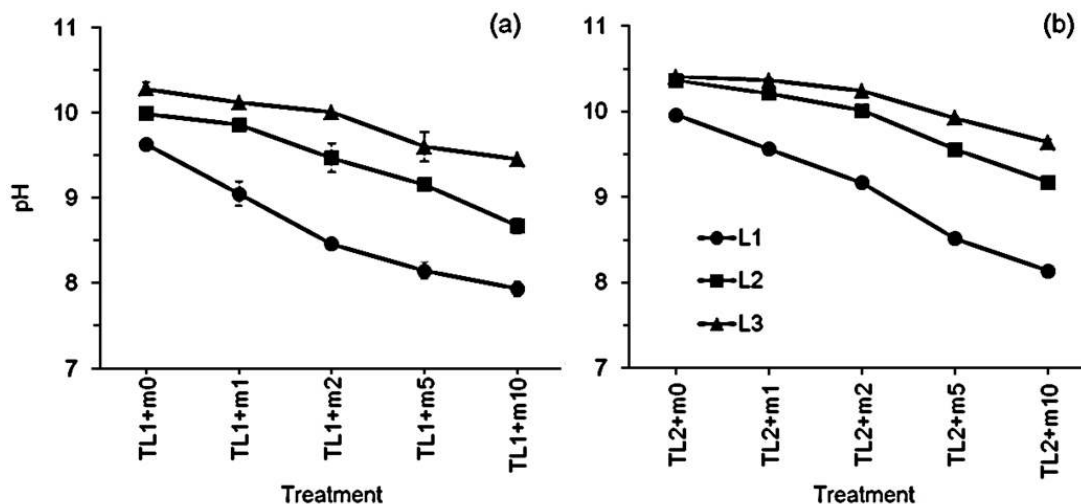 (a)
11
10
9
8
7
pH
TL1+m0
TL1+m1
TL1+m2
TL1+m5
TL1+m10
Treatment
(b)
11
10
9
8
7
L1
L2
L3
TL2+m0
TL2+m1
TL2+m2
TL2+m5
TL2+m10
Treatment